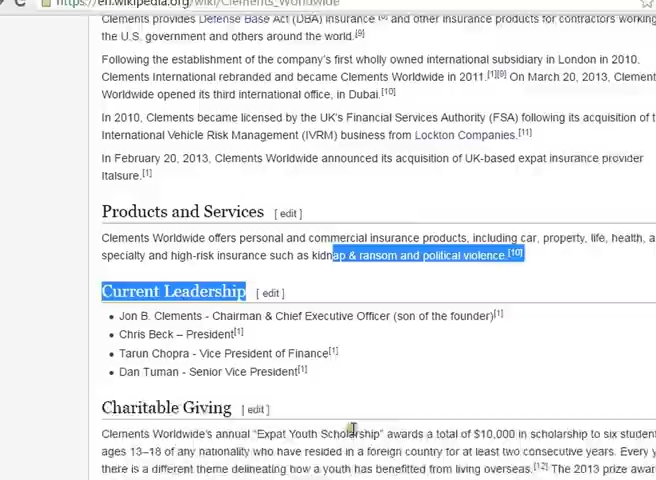 https://en.wikipedia.org/wiki/Clements_Worldwide
Clements provides Defense Base Act (DBA) insurance [8] and other insurance products for contractors working
the U.S. government and others around the world.[9]
Following the establishment of the company's first wholly owned international subsidiary in London in 2010,
Clements International rebranded and became Clements Worldwide in 2011.[1][9] On March 20, 2013, Clement
Worldwide opened its third international office, in Dubai.[10]
In 2010, Clements became licensed by the UK's Financial Services Authority (FSA) following its acquisition of t
International Vehicle Risk Management (IVRM) business from Lockton Companies.[11]
In February 20, 2013, Clements Worldwide announced its acquisition of UK-based expat insurance provider
Italsure.[1]
Products and Services [ edit ]
Clements Worldwide offers personal and commercial insurance products, including car, property, life, health, a
specialty and high-risk insurance such as kidnap & ransom and political violence.[10]
Current Leadership [ edit ]
• Jon B. Clements - Chairman & Chief Executive Officer (son of the founder)[1]
• Chris Beck – President[1]
• Tarun Chopra - Vice President of Finance[1]
• Dan Tuman - Senior Vice President[1]
Charitable Giving [ edit ]
Clements Worldwide's annual "Expat Youth Scholarship" awards a total of $10,000 in scholarship to six student
ages 13–18 of any nationality who have resided in a foreign country for at least two consecutive years. Every y
there is a different theme delineating how a youth has benefitted from living overseas.[12] The 2013 prize awar